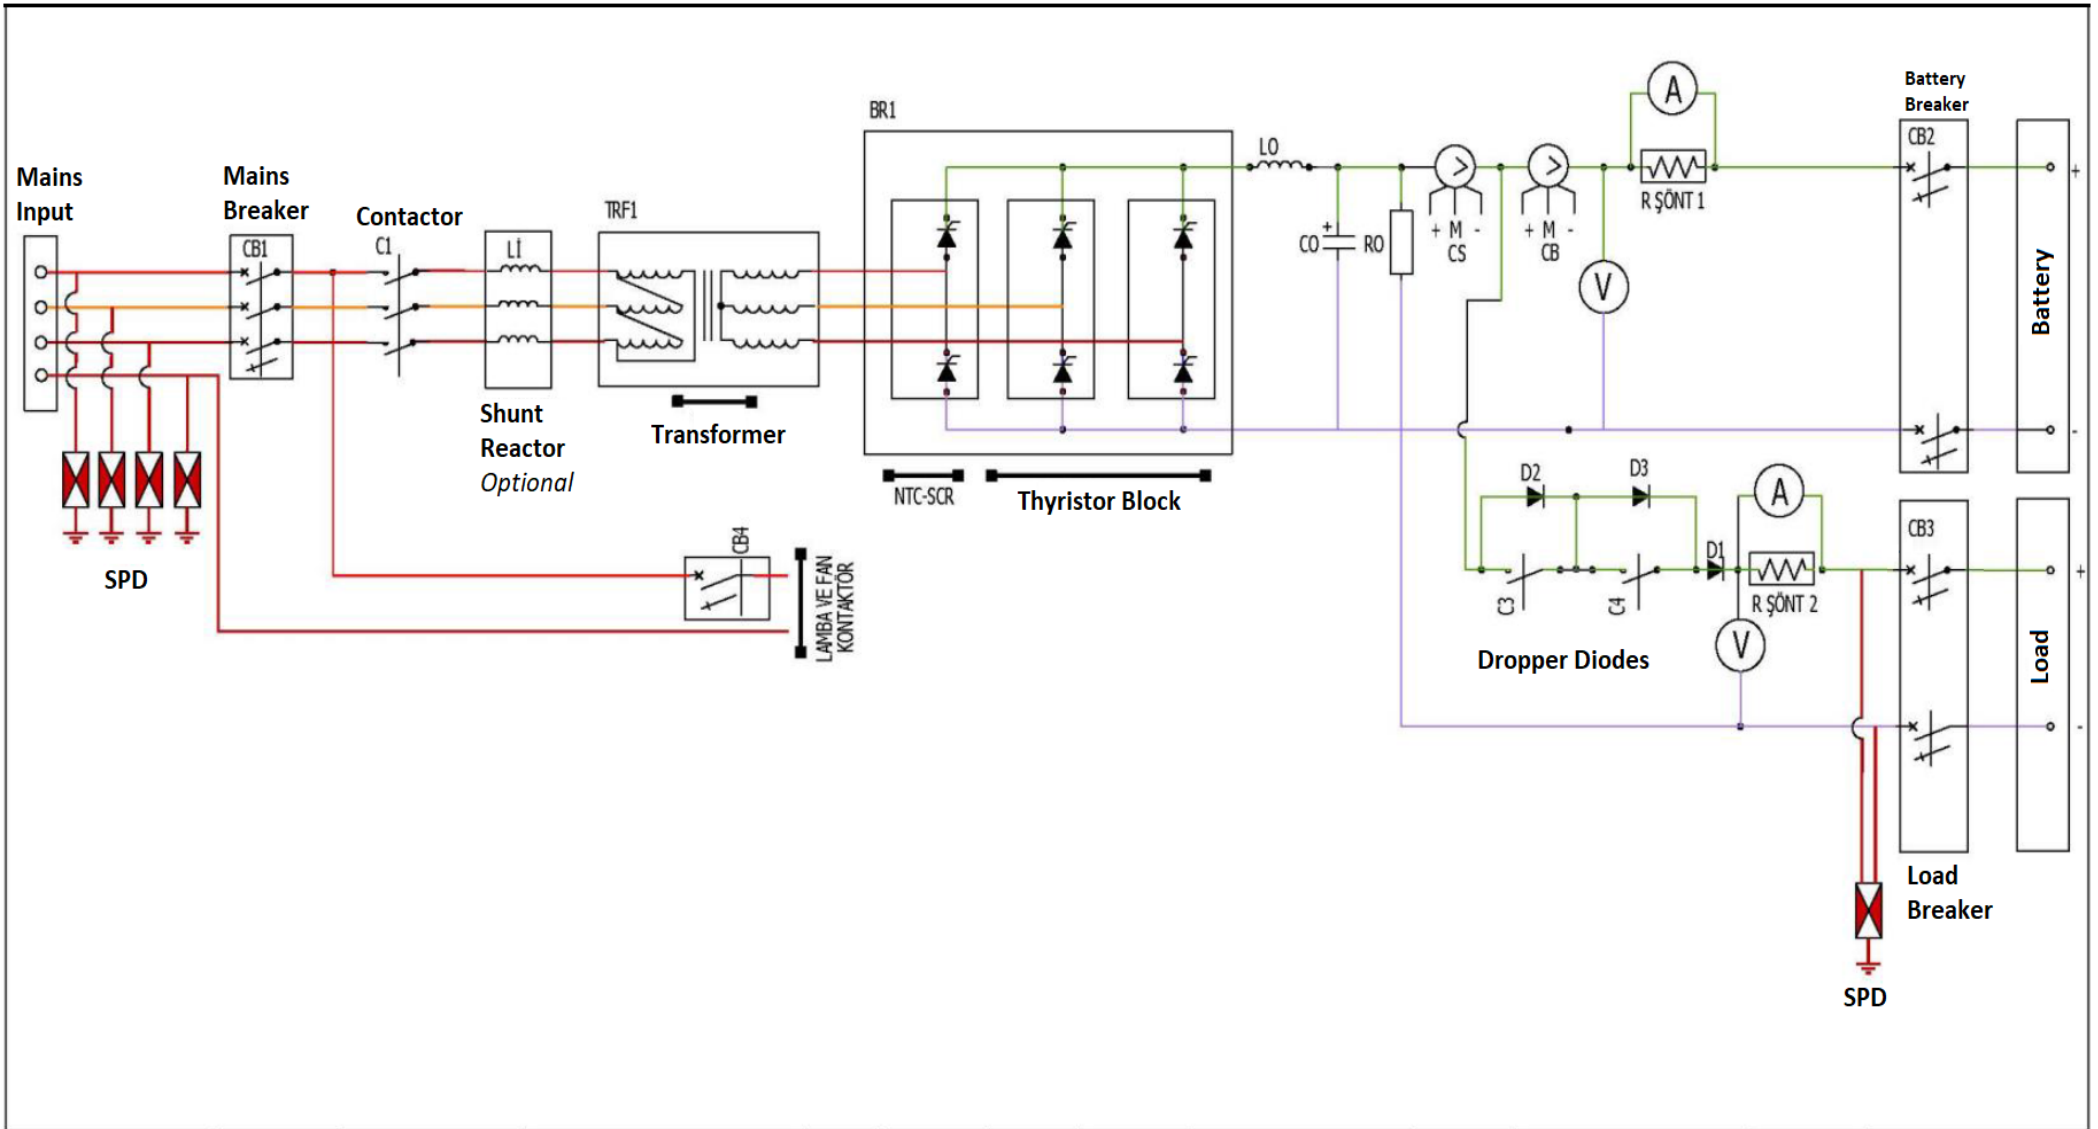 Mains
Input
SPD
Mains
Breaker
CB1
Contactor
C1
Lİ
Shunt
Reactor
Optional
TRF1
Transformer
BR1
NTC-SCR
Thyristor Block
CB4
LAMBA VE FAN
KONTAKTÖR
LO
CO
+
RO
+ M -
CS
+ M -
CB
A
R ŞÖNT 1
V
Battery
Breaker
CB2
Battery
+
-
D2
D3
C3
C4
D1
Dropper Diodes
A
R ŞÖNT 2
V
CB3
Load
+
-
Load
Breaker
SPD